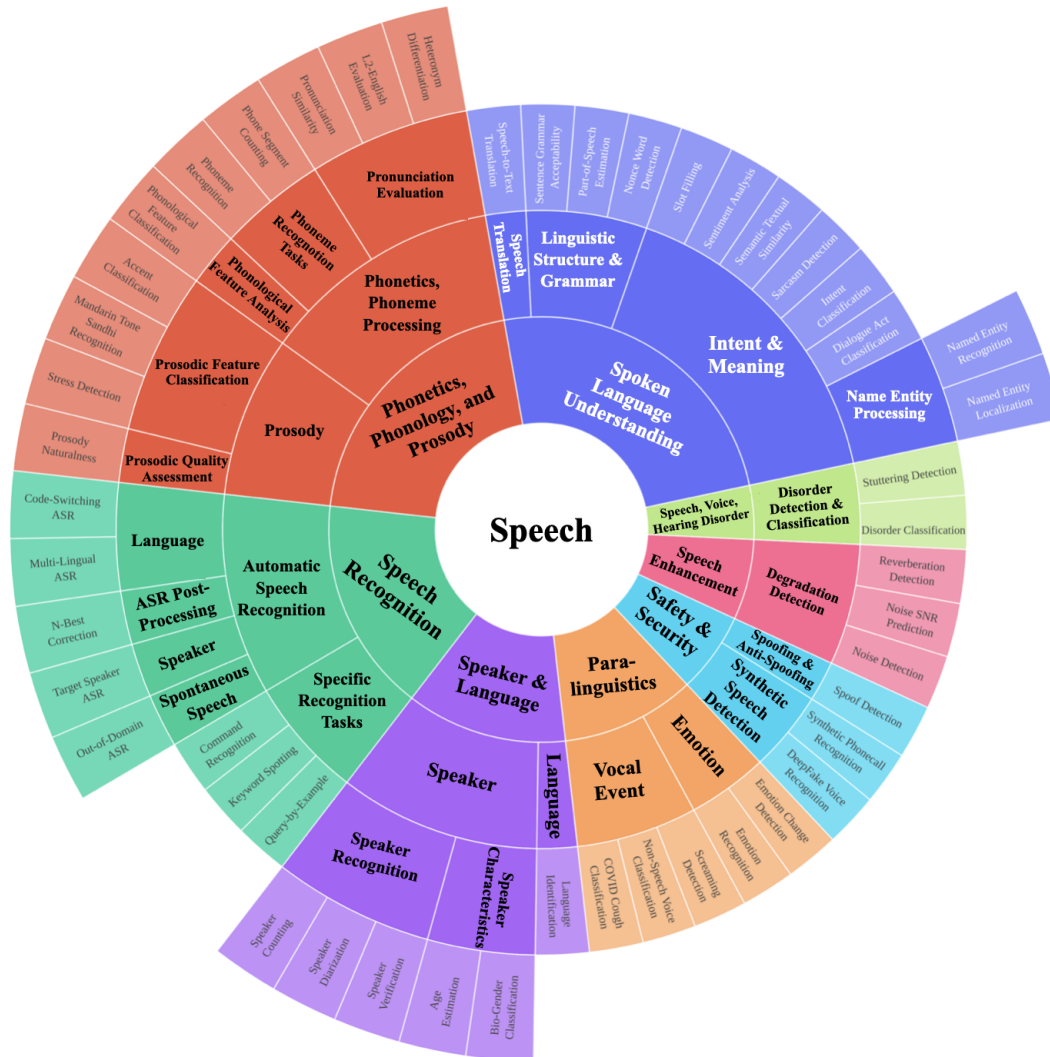 Speech
Spoken
Language
Understanding
Speech
Translation
Speech-to-Text
Translation
Linguistic
Structure &
Grammar
Sentence Grammar
Acceptability
Part-of-Speech
Estimation
Nonce Word
Detection
Intent &
Meaning
Slot Filling
Sentiment Analysis
Semantic Textual
Similarity
Sarcasm Detection
Intent
Classification
Dialogue Act
Classification
Name Entity
Processing
Named Entity
Recognition
Named Entity
Localization
Speech, Voice,
Hearing Disorder
Disorder
Detection &
Classification
Stuttering Detection
Disorder Classification
Speech
Enhancement
Degradation
Detection
Reverberation
Detection
Noise SNR
Prediction
Noise Detection
Safety &
Security
Spoofing &
Anti-Spoofing
Spoof Detection
Synthetic
Speech
Detection
Synthetic Phonecall
Recognition
DeepFake Voice
Recognition
Para-
linguistics
Emotion
Emotion Change
Detection
Emotion
Recognition
Vocal
Event
Screaming
Detection
Non-Speech Voice
Classification
COVID Cough
Classification
Speaker &
Language
Language
Language
Identification
Speaker
Speaker
Characteristics
Bio-Gender
Classification
Age
Estimation
Speaker
Recognition
Speaker
Verification
Speaker
Diarization
Speaker
Counting
Speech
Recognition
Specific
Recognition
Tasks
Query-by-Example
Keyword Spotting
Command
Recognition
Automatic
Speech
Recognition
Spontaneous
Speech
Out-of-Domain
ASR
Speaker
Target Speaker
ASR
ASR Post-
Processing
N-Best
Correction
Language
Multi-Lingual
ASR
Code-Switching
ASR
Phonetics,
Phonology, and
Prosody
Prosody
Prosodic Quality
Assessment
Prosody
Naturalness
Prosodic Feature
Classification
Stress Detection
Mandarin Tone
Sandhi
Recognition
Accent
Classification
Phonetics,
Phoneme
Processing
Phonological
Feature Analysis
Phonological
Feature
Classification
Phoneme
Recognotion
Tasks
Phoneme
Recognition
Phone Segment
Counting
Pronunciation
Evaluation
Pronunciation
Similarity
L2-English
Evaluation
Heteronym
Differentiation